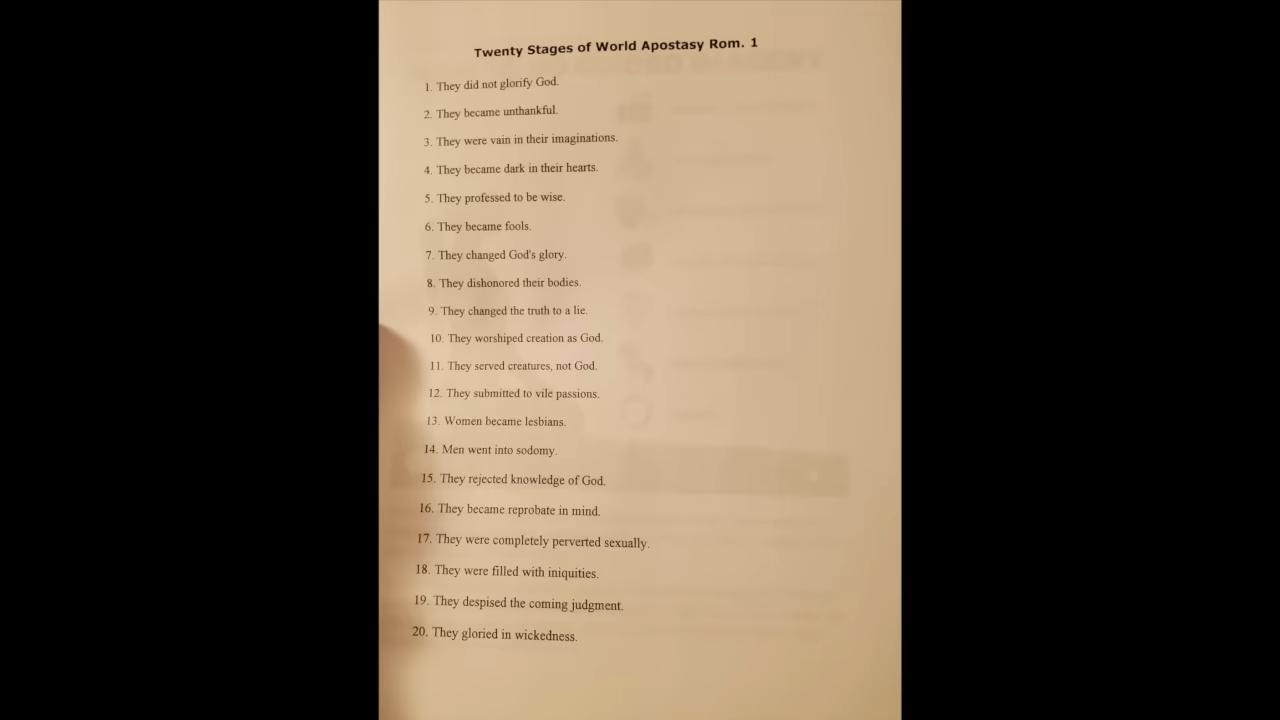 Twenty Stages of World Apostasy Rom. 1
1. They did not glorify God.
2. They became unthankful.
3. They were vain in their imaginations.
4. They became dark in their hearts.
5. They professed to be wise.
6. They became fools.
7. They changed God's glory.
8. They dishonored their bodies.
9. They changed the truth to a lie.
10. They worshiped creation as God.
11. They served creatures, not God.
12. They submitted to vile passions.
13. Women became lesbians.
14. Men went into sodomy.
15. They rejected knowledge of God.
16. They became reprobate in mind.
17. They were completely perverted sexually.
18. They were filled with iniquities.
19. They despised the coming judgment.
20. They gloried in wickedness.